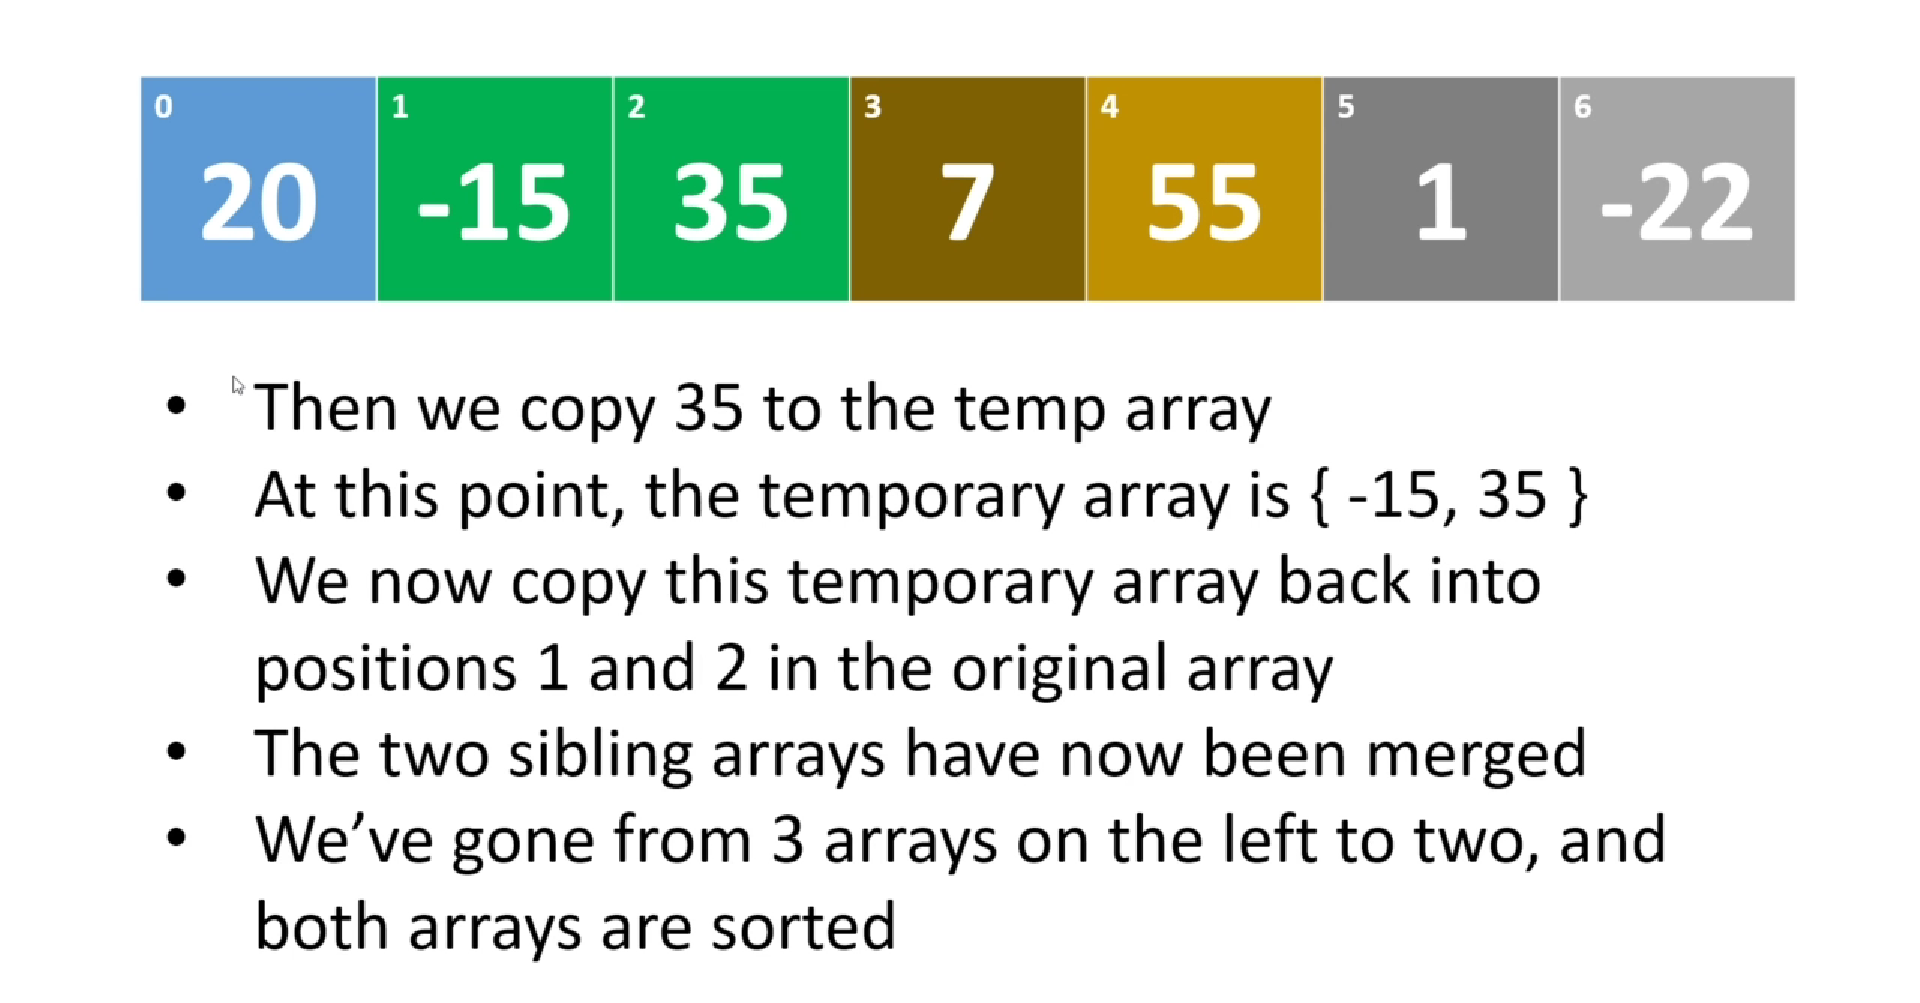 0 1 2 3 4 5 6
20 -15 35 7 55 1 -22
• Then we copy 35 to the temp array
• At this point, the temporary array is { -15, 35 }
• We now copy this temporary array back into
positions 1 and 2 in the original array
• The two sibling arrays have now been merged
• We’ve gone from 3 arrays on the left to two, and
both arrays are sorted